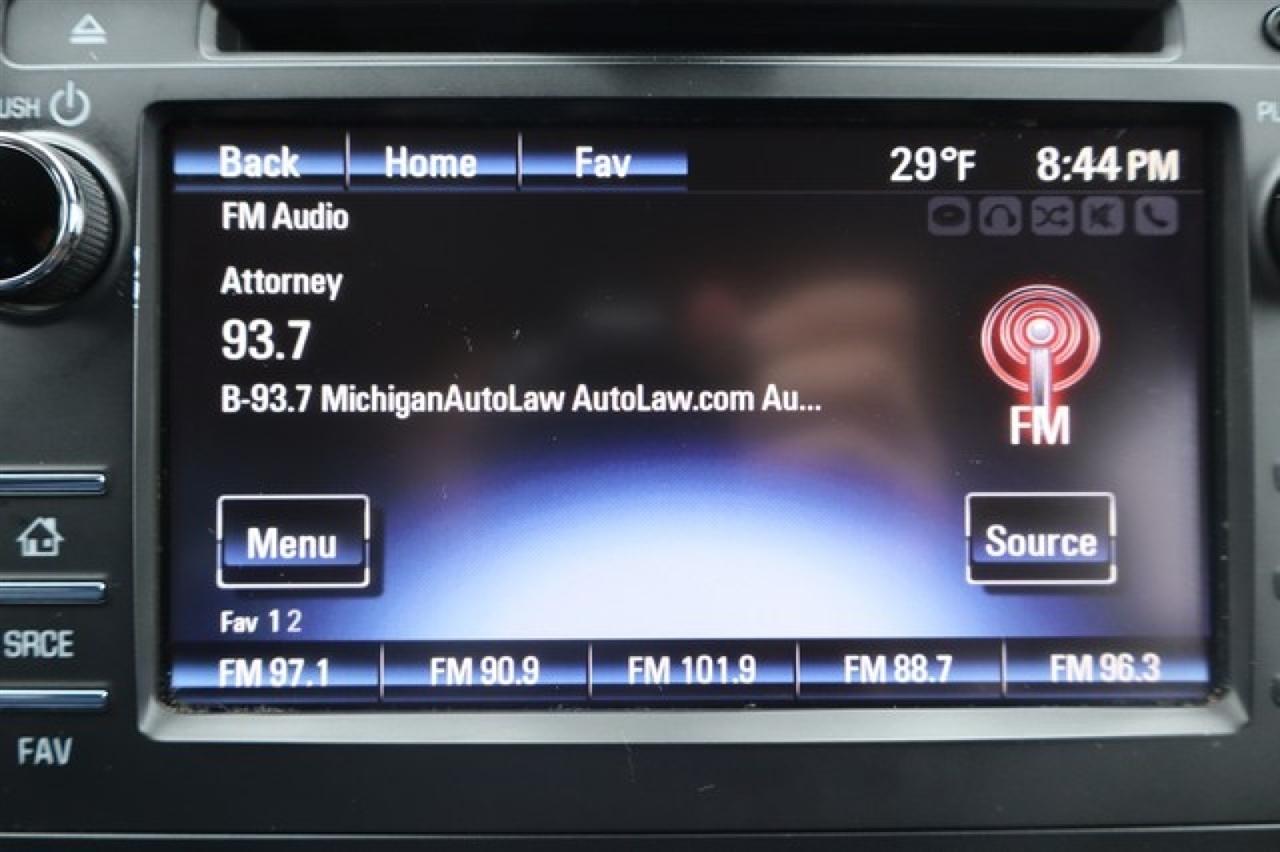 USH
Back Home Fav 29°F 8:44 PM
FM Audio
Attorney
93.7
B-93.7 MichiganAutoLaw AutoLaw.com Au...
FM
Menu Source
Fav 1 2
FM 97.1 FM 90.9 FM 101.9 FM 88.7 FM 96.3
SRCE
FAV